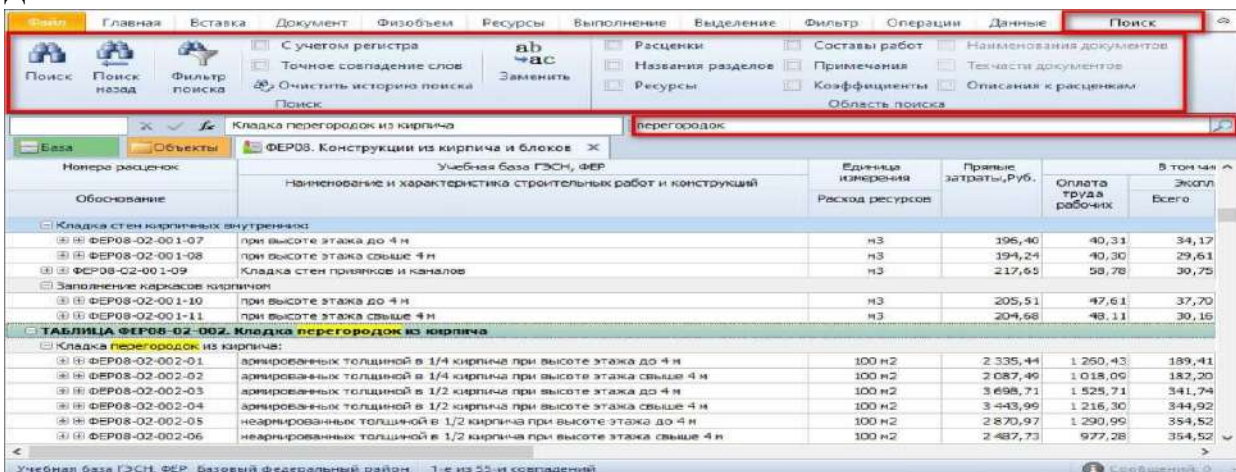 Файл Главная Вставка Документ Физобъем Ресурсы Выполнение Выделение Фильтр Операции Данные Поиск
Поиск
Поиск назад
Фильтр поиска
С учетом регистра
Точное совпадение слов
Очистить историю поиска
ab
ac
Заменить
Поиск
Расценки
Названия разделов
Ресурсы
Составы работ
Примечания
Коэффициенты
Наименования документов
Техчасти документов
Описания к расценкам
Область поиска
fx Кладка перегородок из кирпича
перегородок
База Объекты ФЕР08. Конструкции из кирпича и блоков
Номера расценок Учебная база ГЭСН, ФЕР Единица измерения Прямые затраты,Руб. В том чи
Обоснование Наименование и характеристика строительных работ и конструкций Расход ресурсов Оплата труда рабочих Экспл Всего
Кладка стен кирпичных внутренних:
ФЕР08-02-001-07 при высоте этажа до 4 м м3 196,40 40,31 34,17
ФЕР08-02-001-08 при высоте этажа свыше 4 м м3 194,24 40,30 29,61
ФЕР08-02-001-09 Кладка стен приямков и каналов м3 217,65 58,78 30,75
Заполнение каркасов кирпичом
ФЕР08-02-001-10 при высоте этажа до 4 м м3 205,51 47,61 37,70
ФЕР08-02-001-11 при высоте этажа свыше 4 м м3 204,68 48,11 30,16
ТАБЛИЦА ФЕР08-02-002. Кладка перегородок из кирпича
Кладка перегородок из кирпича:
ФЕР08-02-002-01 армированных толщиной в 1/4 кирпича при высоте этажа до 4 м 100 м2 2 335,44 1 260,43 189,41
ФЕР08-02-002-02 армированных толщиной в 1/4 кирпича при высоте этажа свыше 4 м 100 м2 2 087,49 1 018,09 182,20
ФЕР08-02-002-03 армированных толщиной в 1/2 кирпича при высоте этажа до 4 м 100 м2 3 698,71 1 525,71 341,74
ФЕР08-02-002-04 армированных толщиной в 1/2 кирпича при высоте этажа свыше 4 м 100 м2 3 443,99 1 216,30 344,92
ФЕР08-02-002-05 неармированных толщиной в 1/2 кирпича при высоте этажа до 4 м 100 м2 2 870,97 1 290,99 354,52
ФЕР08-02-002-06 неармированных толщиной в 1/2 кирпича при высоте этажа свыше 4 м 100 м2 2 487,73 977,28 354,52
Учебная база ГЭСН, ФЕР Базовый федеральный район 1-е из 55-и совпадений Сообщений: 0